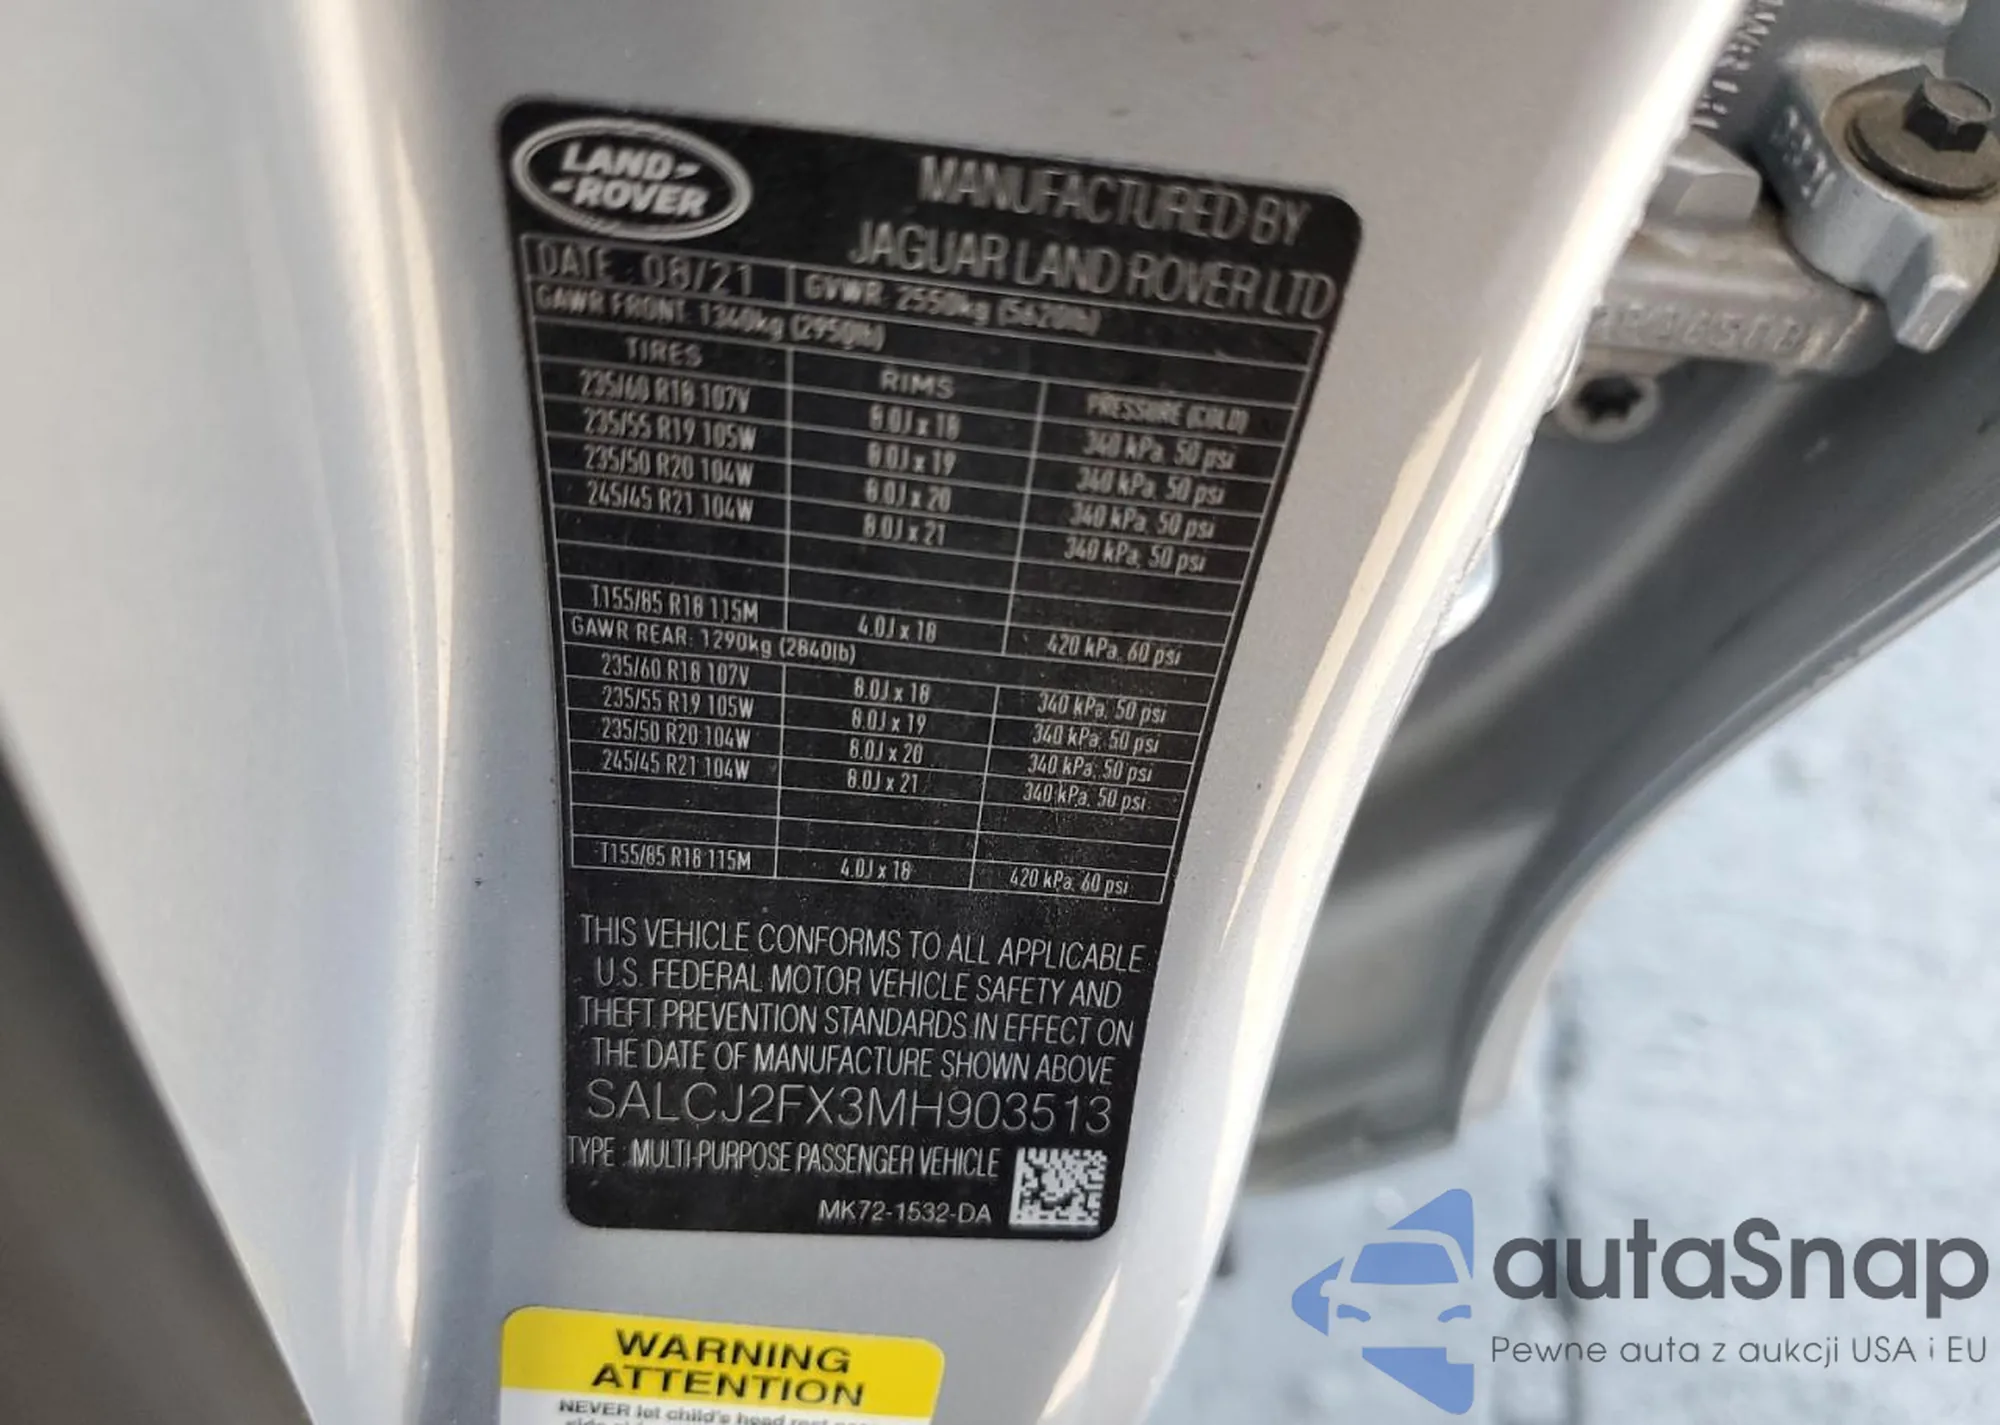 LAND-
-ROVER
MANUFACTURED BY
JAGUAR LAND ROVER LTD
DATE 08/21 GVWR: 2550kg (5620lb)
GAWR FRONT: 1340kg (2950lb)
TIRES RIMS PRESSURE (COLD)
235/60 R18 107V 8.0J x 18 340 kPa, 50 psi
235/55 R19 105W 8.0J x 19 340 kPa, 50 psi
235/50 R20 104W 8.0J x 20 340 kPa, 50 psi
245/45 R21 104W 8.0J x 21 340 kPa, 50 psi
T155/85 R18 115M 4.0J x 18 420 kPa, 60 psi
GAWR REAR: 1290kg (2840lb)
235/60 R18 107V 8.0J x 18 340 kPa, 50 psi
235/55 R19 105W 8.0J x 19 340 kPa, 50 psi
235/50 R20 104W 8.0J x 20 340 kPa, 50 psi
245/45 R21 104W 8.0J x 21 340 kPa, 50 psi
T155/85 R18 115M 4.0J x 18 420 kPa, 60 psi
THIS VEHICLE CONFORMS TO ALL APPLICABLE
U.S. FEDERAL MOTOR VEHICLE SAFETY AND
THEFT PREVENTION STANDARDS IN EFFECT ON
THE DATE OF MANUFACTURE SHOWN ABOVE
SALCJ2FX3MH903513
TYPE: MULTI-PURPOSE PASSENGER VEHICLE
MK72-1532-DA
WARNING
ATTENTION
NEVER let child's head rest
autaSnap
Pewne auta z aukcji USA i EU